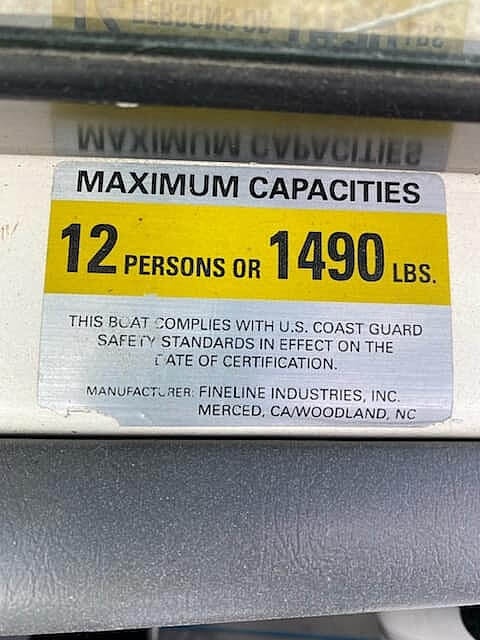 MAXIMUM CAPACITIES
12 PERSONS OR 1490 LBS.
THIS BOAT COMPLIES WITH U.S. COAST GUARD
SAFETY STANDARDS IN EFFECT ON THE
DATE OF CERTIFICATION.
MANUFACTURER: FINELINE INDUSTRIES, INC.
MERCED, CA/WOODLAND, NC